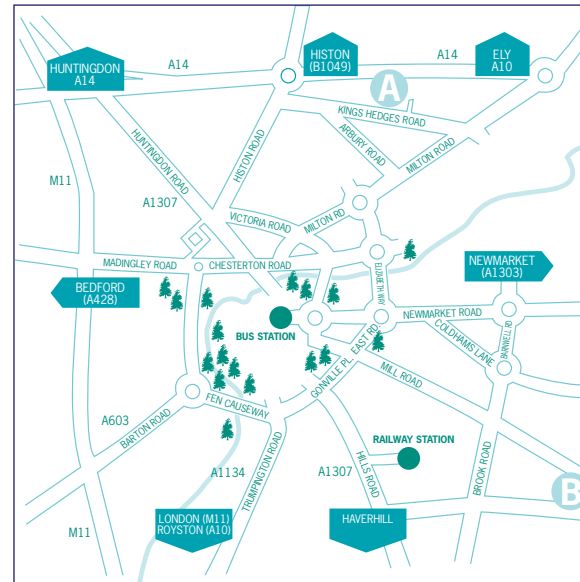 HUNTINGDON
A14
A14
HISTON
(B1049)
A14
ELY
A10
A
KINGS HEDGES ROAD
ARBURY ROAD
MILTON ROAD
HUNTINGDON ROAD
HISTON ROAD
M11
A1307
VICTORIA ROAD
MILTON RD
MADINGLEY ROAD
CHESTERTON ROAD
ELIZABETH WAY
NEWMARKET
(A1303)
BEDFORD
(A428)
BUS STATION
NEWMARKET ROAD
COLDHAMS LANE
BARNWELL RD
GONVILLE PL.
EAST RD.
MILL ROAD
FEN CAUSEWAY
A603
BARTON ROAD
TRUMPINGTON ROAD
A1134
A1307
HILLS ROAD
RAILWAY STATION
BROOK ROAD
B
M11
LONDON (M11)
ROYSTON (A10)
HAVERHILL